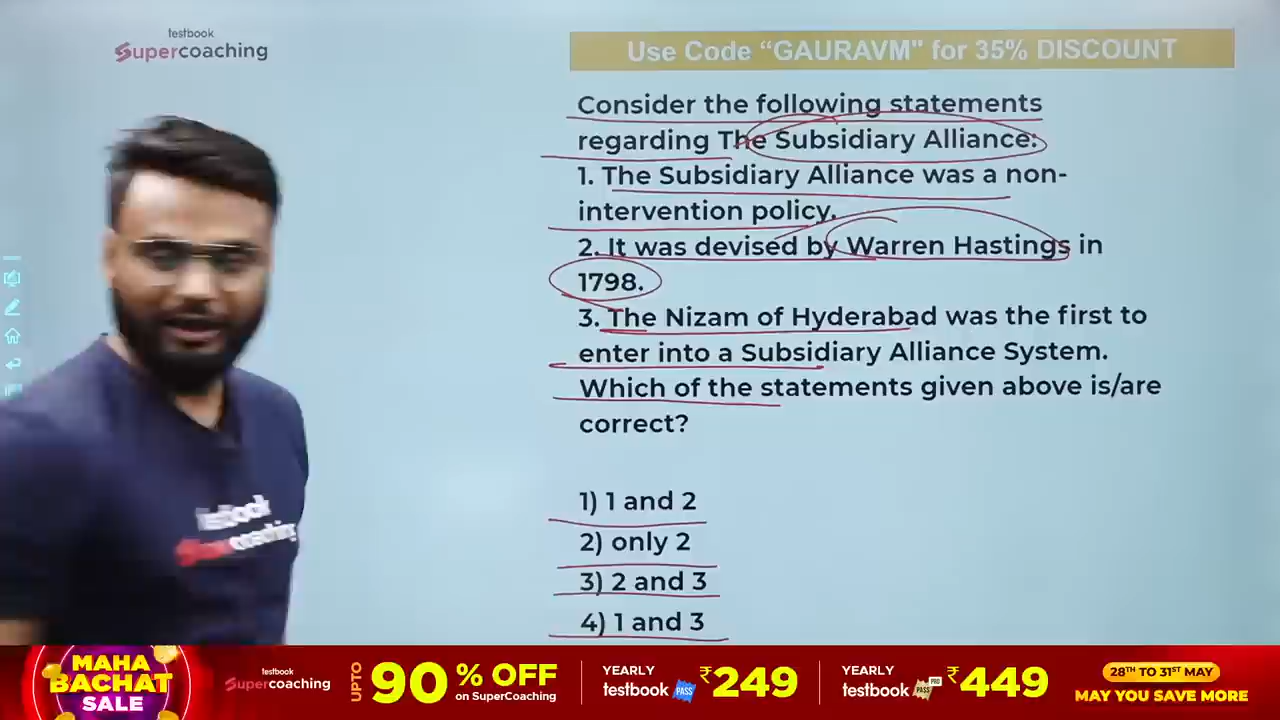 testbook
Supercoaching
Use Code “GAURAVM" for 35% DISCOUNT
Consider the following statements
regarding The Subsidiary Alliance:
1. The Subsidiary Alliance was a non-
intervention policy.
2. It was devised by Warren Hastings in
1798.
3. The Nizam of Hyderabad was the first to
enter into a Subsidiary Alliance System.
Which of the statements given above is/are
correct?
1) 1 and 2
2) only 2
3) 2 and 3
4) 1 and 3
testbook
Supercoaching
MAHA
BACHAT
SALE
testbook
Supercoaching
UPTO 90% OFF
on SuperCoaching
YEARLY
testbook PASS ₹249
YEARLY
testbook PASS PRO ₹449
28TH TO 31ST MAY
MAY YOU SAVE MORE